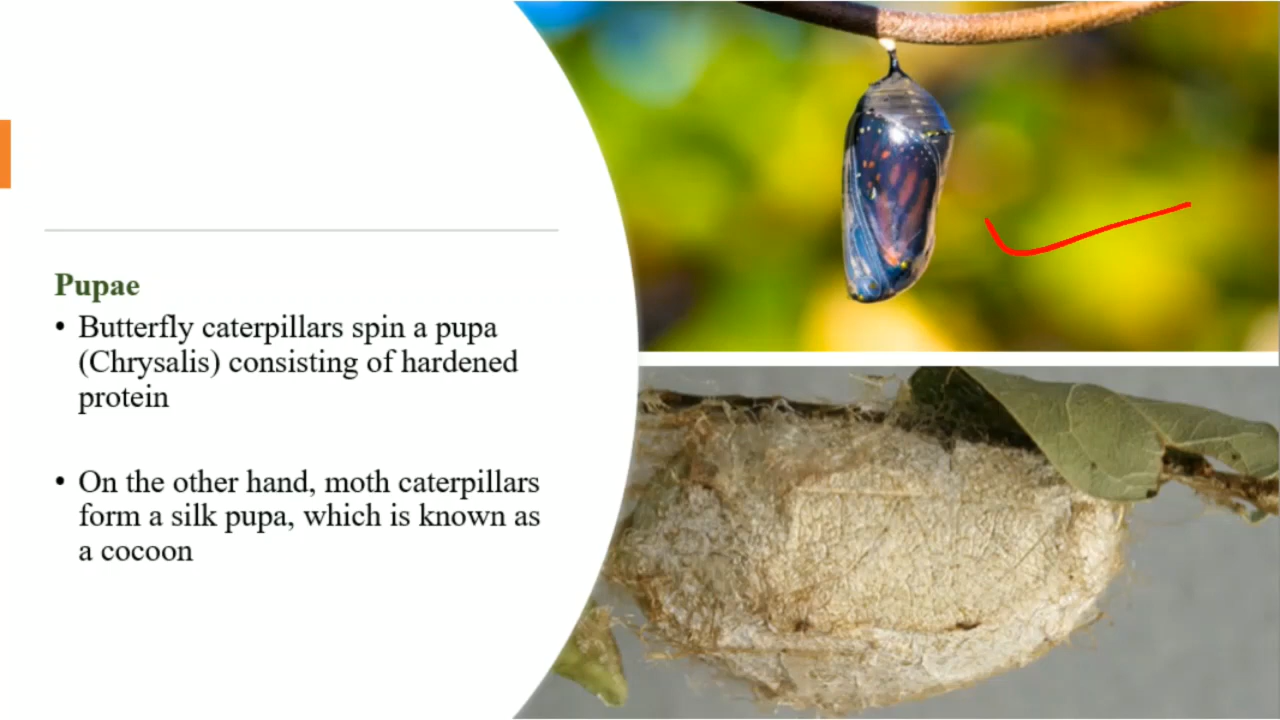 Pupae
• Butterfly caterpillars spin a pupa
(Chrysalis) consisting of hardened
protein
• On the other hand, moth caterpillars
form a silk pupa, which is known as
a cocoon